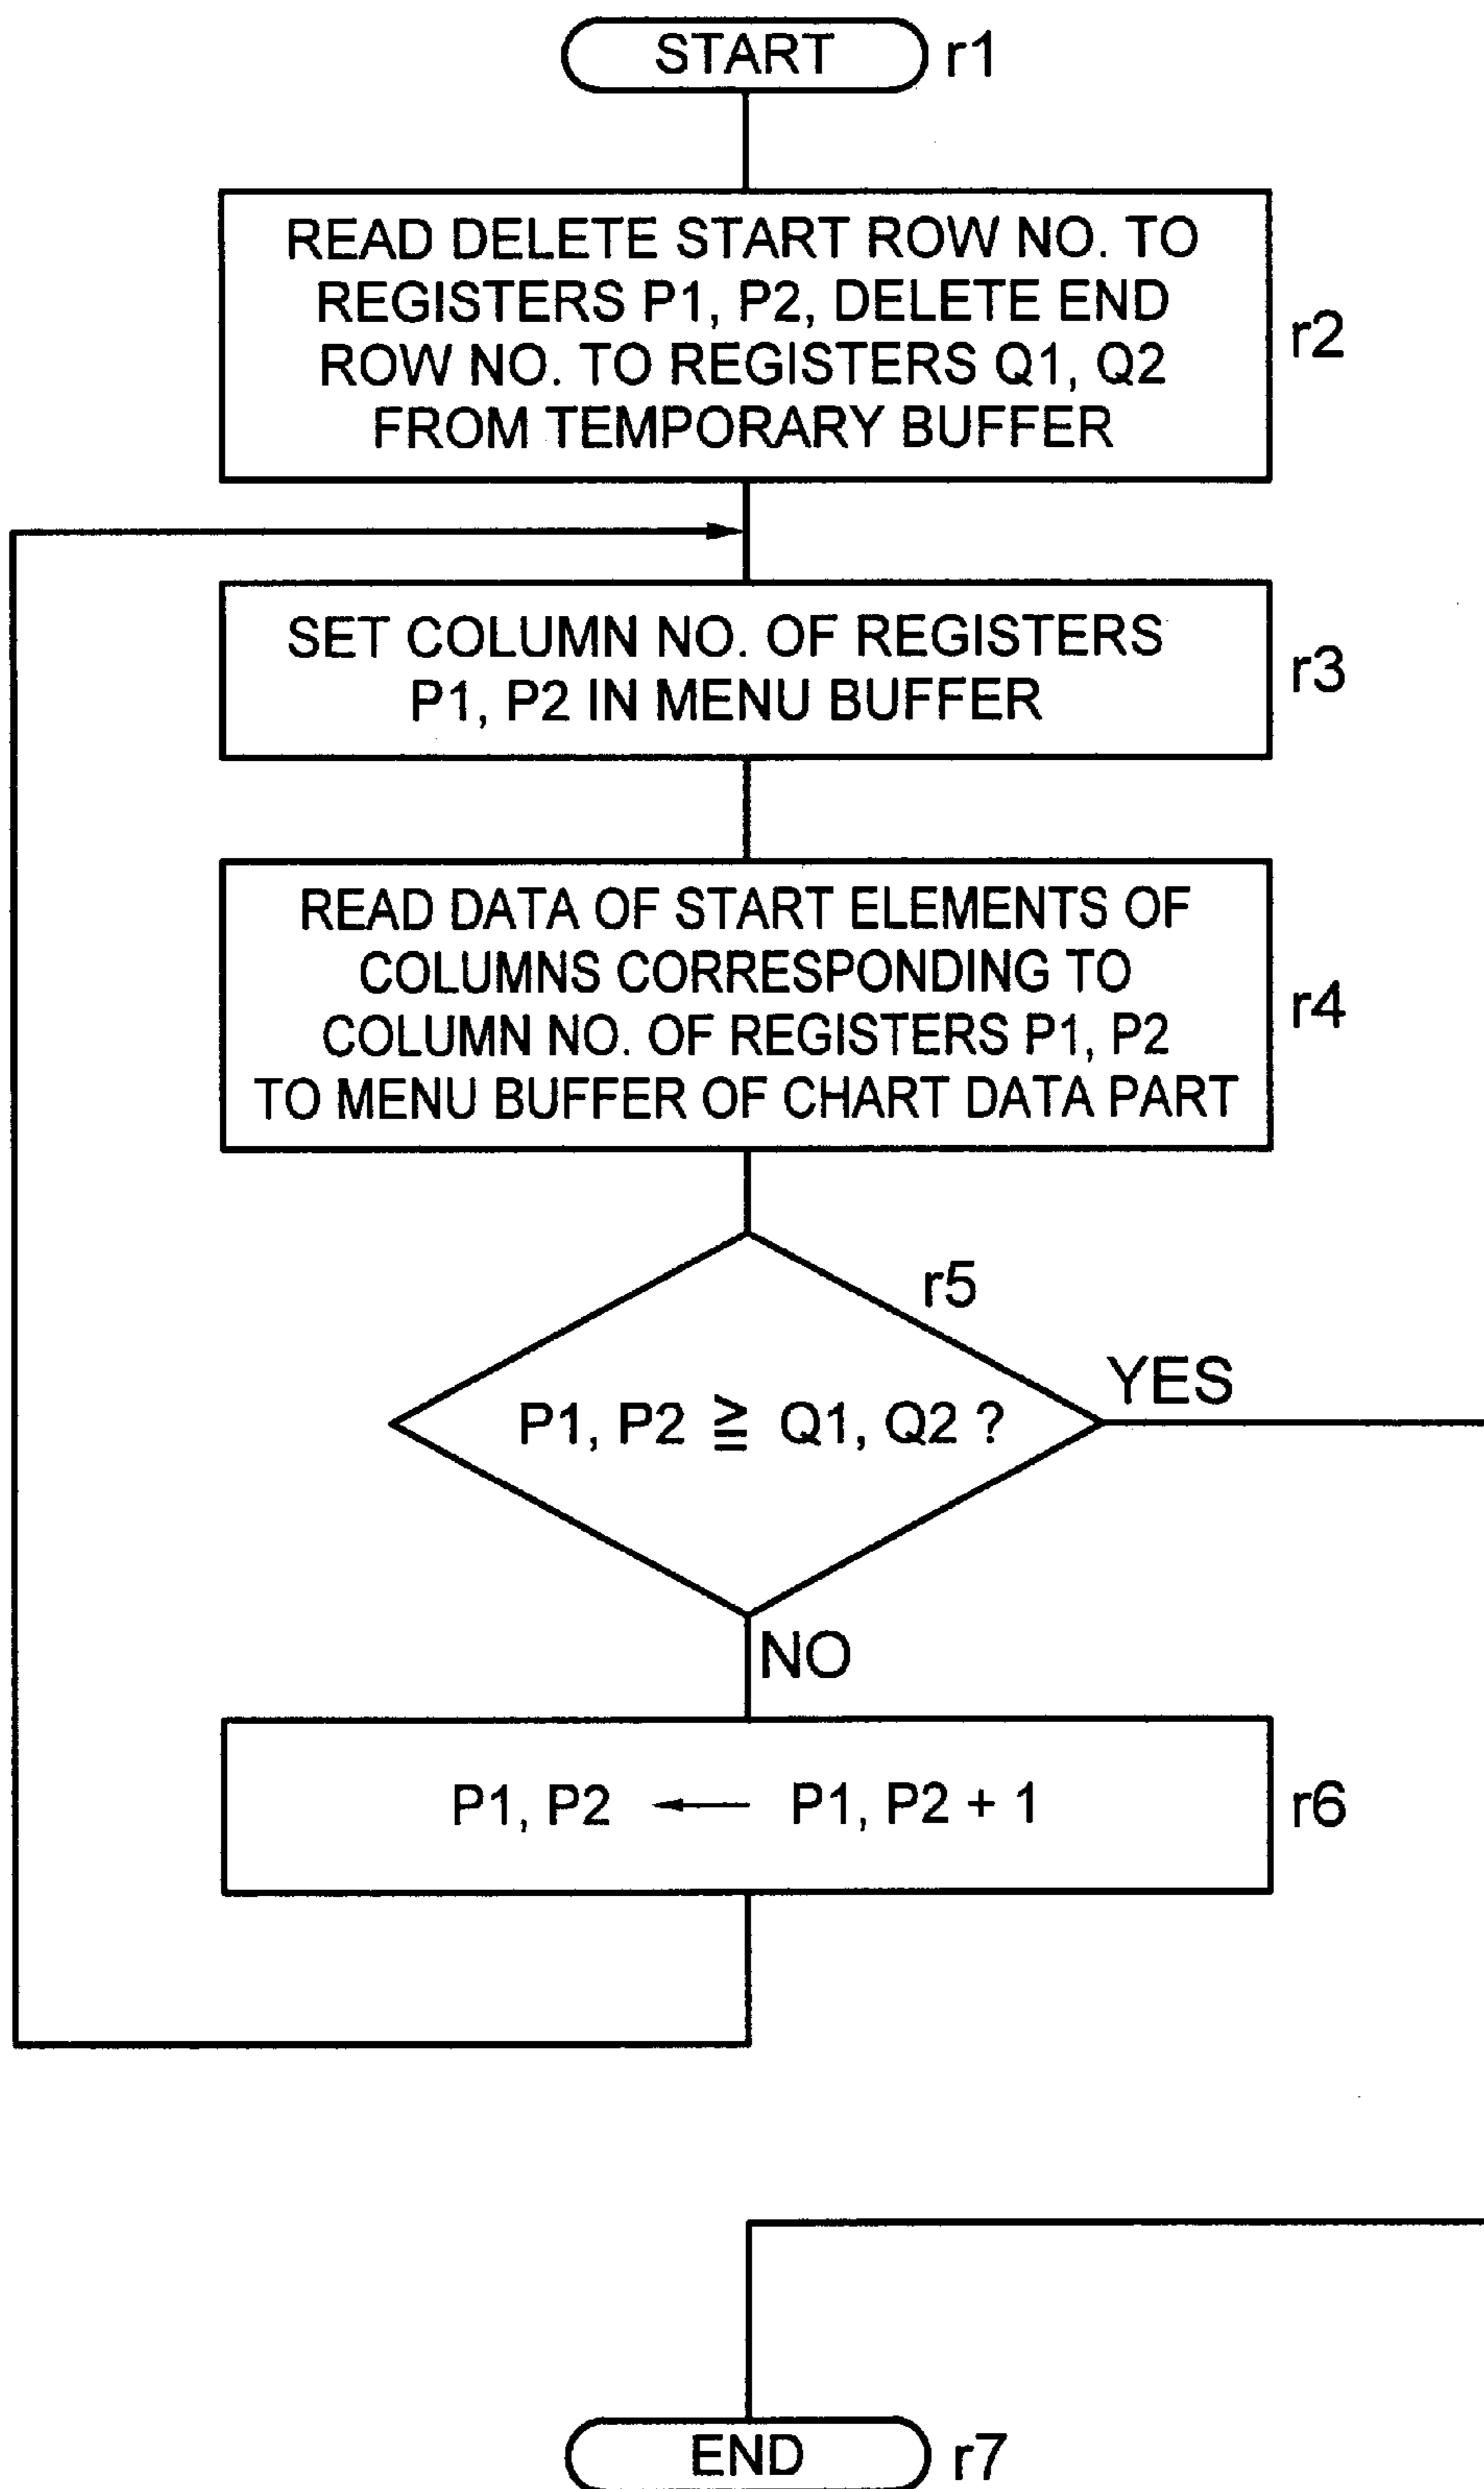 START r1
READ DELETE START ROW NO. TO
REGISTERS P1, P2, DELETE END
ROW NO. TO REGISTERS Q1, Q2
FROM TEMPORARY BUFFER
r2
SET COLUMN NO. OF REGISTERS
P1, P2 IN MENU BUFFER
r3
READ DATA OF START ELEMENTS OF
COLUMNS CORRESPONDING TO
COLUMN NO. OF REGISTERS P1, P2
TO MENU BUFFER OF CHART DATA PART
r4
r5
YES
P1, P2 ≧ Q1, Q2 ?
NO
P1, P2 ← P1, P2 + 1 r6
END r7